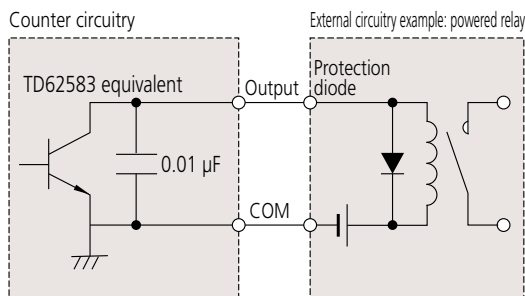 Counter circuitry
External circuitry example: powered relay
TD62583 equivalent
Output
Protection
diode
0.01 µF
COM